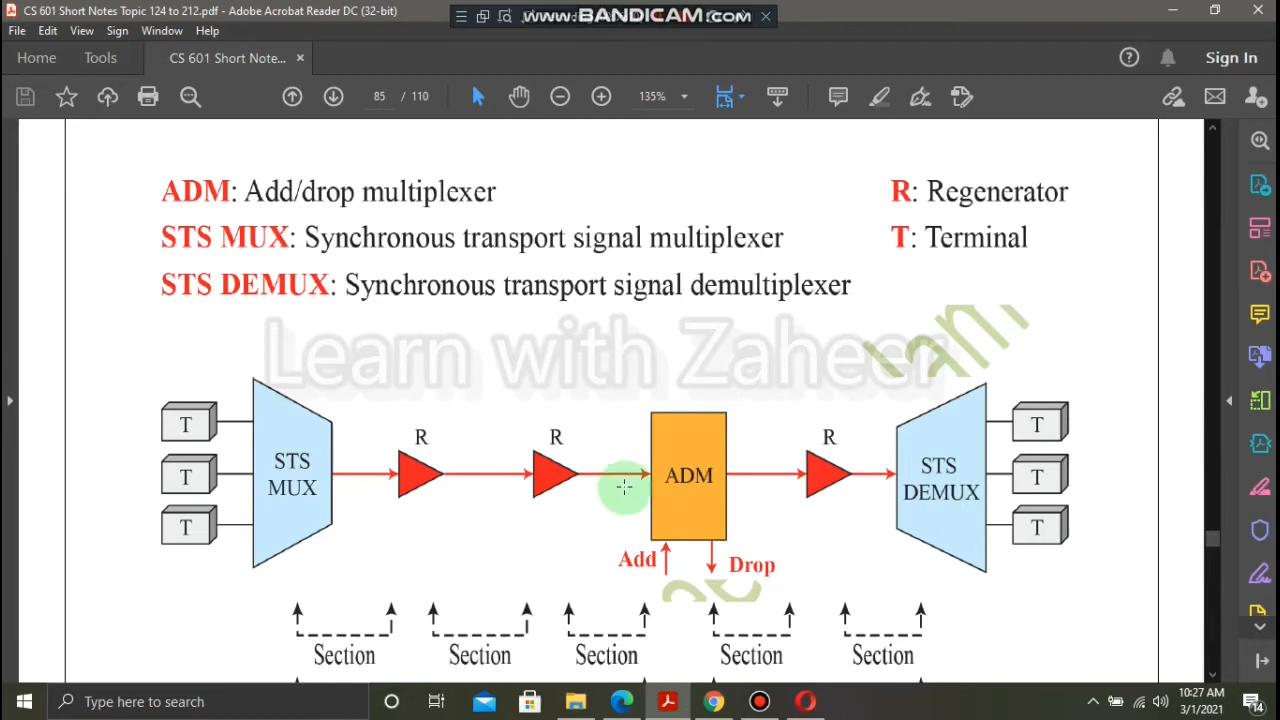 CS 601 Short Notes Topic 124 to 212.pdf - Adobe Acrobat Reader DC (32-bit)
www.BANDICAM.com
File Edit View Sign Window Help
Home Tools CS 601 Short Note... × Sign In
85 / 110 135%
ADM: Add/drop multiplexer R: Regenerator
STS MUX: Synchronous transport signal multiplexer T: Terminal
STS DEMUX: Synchronous transport signal demultiplexer
Learn with Zaheer
T R R R T
T STS MUX ADM STS DEMUX T
T T
Add Drop
Section Section Section Section Section
Type here to search
10:27 AM
3/1/2021
14